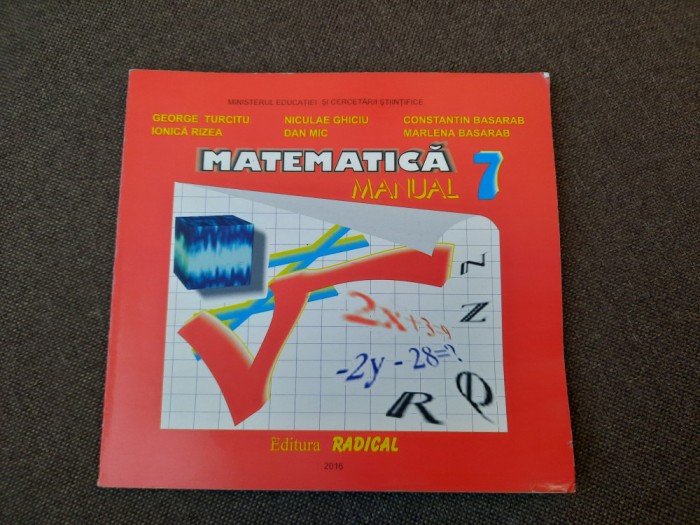 MINISTERUL EDUCAȚIEI ȘI CERCETĂRII ȘTIINȚIFICE
GEORGE TURCITU NICULAE GHICIU CONSTANTIN BASARAB
IONICĂ RIZEA DAN MIC MARLENA BASARAB
MATEMATICĂ
MANUAL 7
Z
2x+3=9
Z
-2y - 28=?
R Q
Editura RADICAL
2016